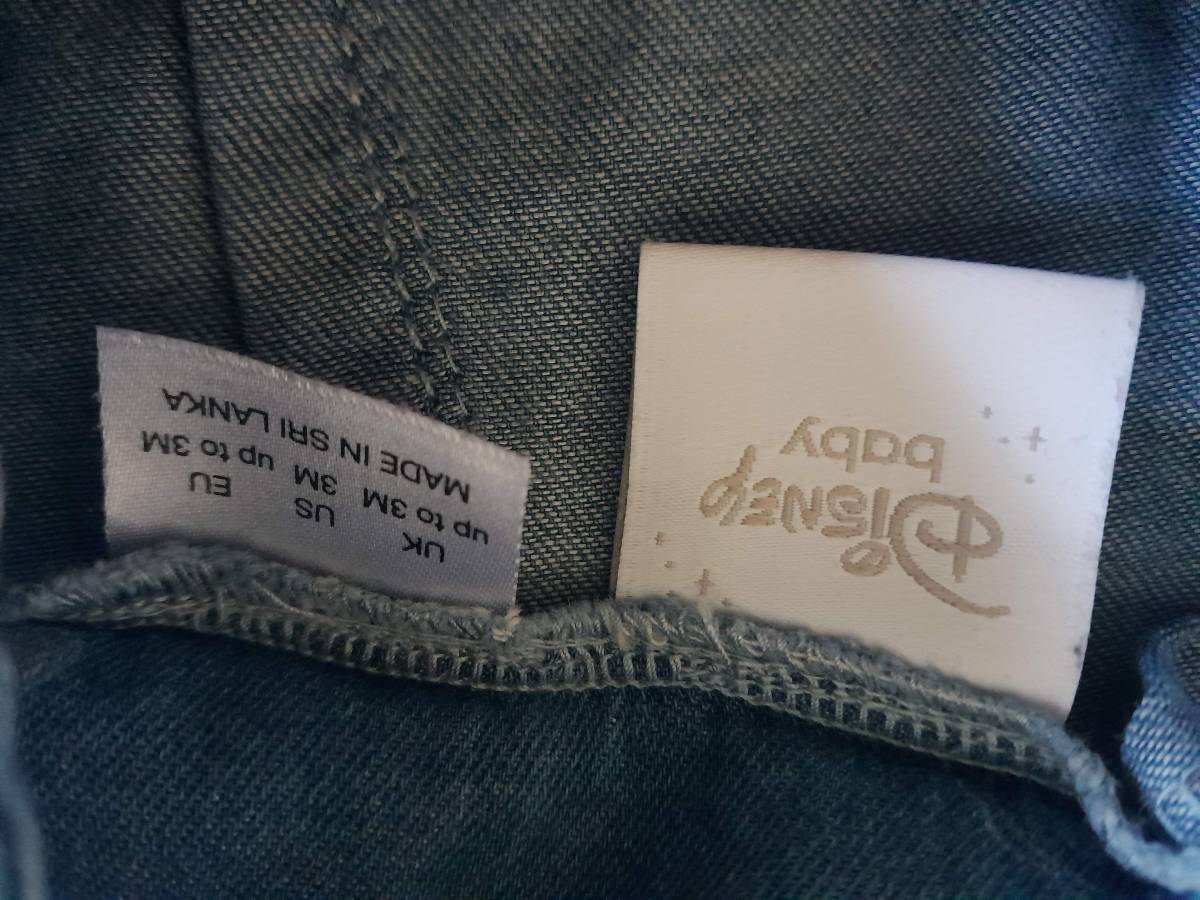 UK US EU
up to 3M 3M up to 3M
MADE IN SRI LANKA
Disney
baby